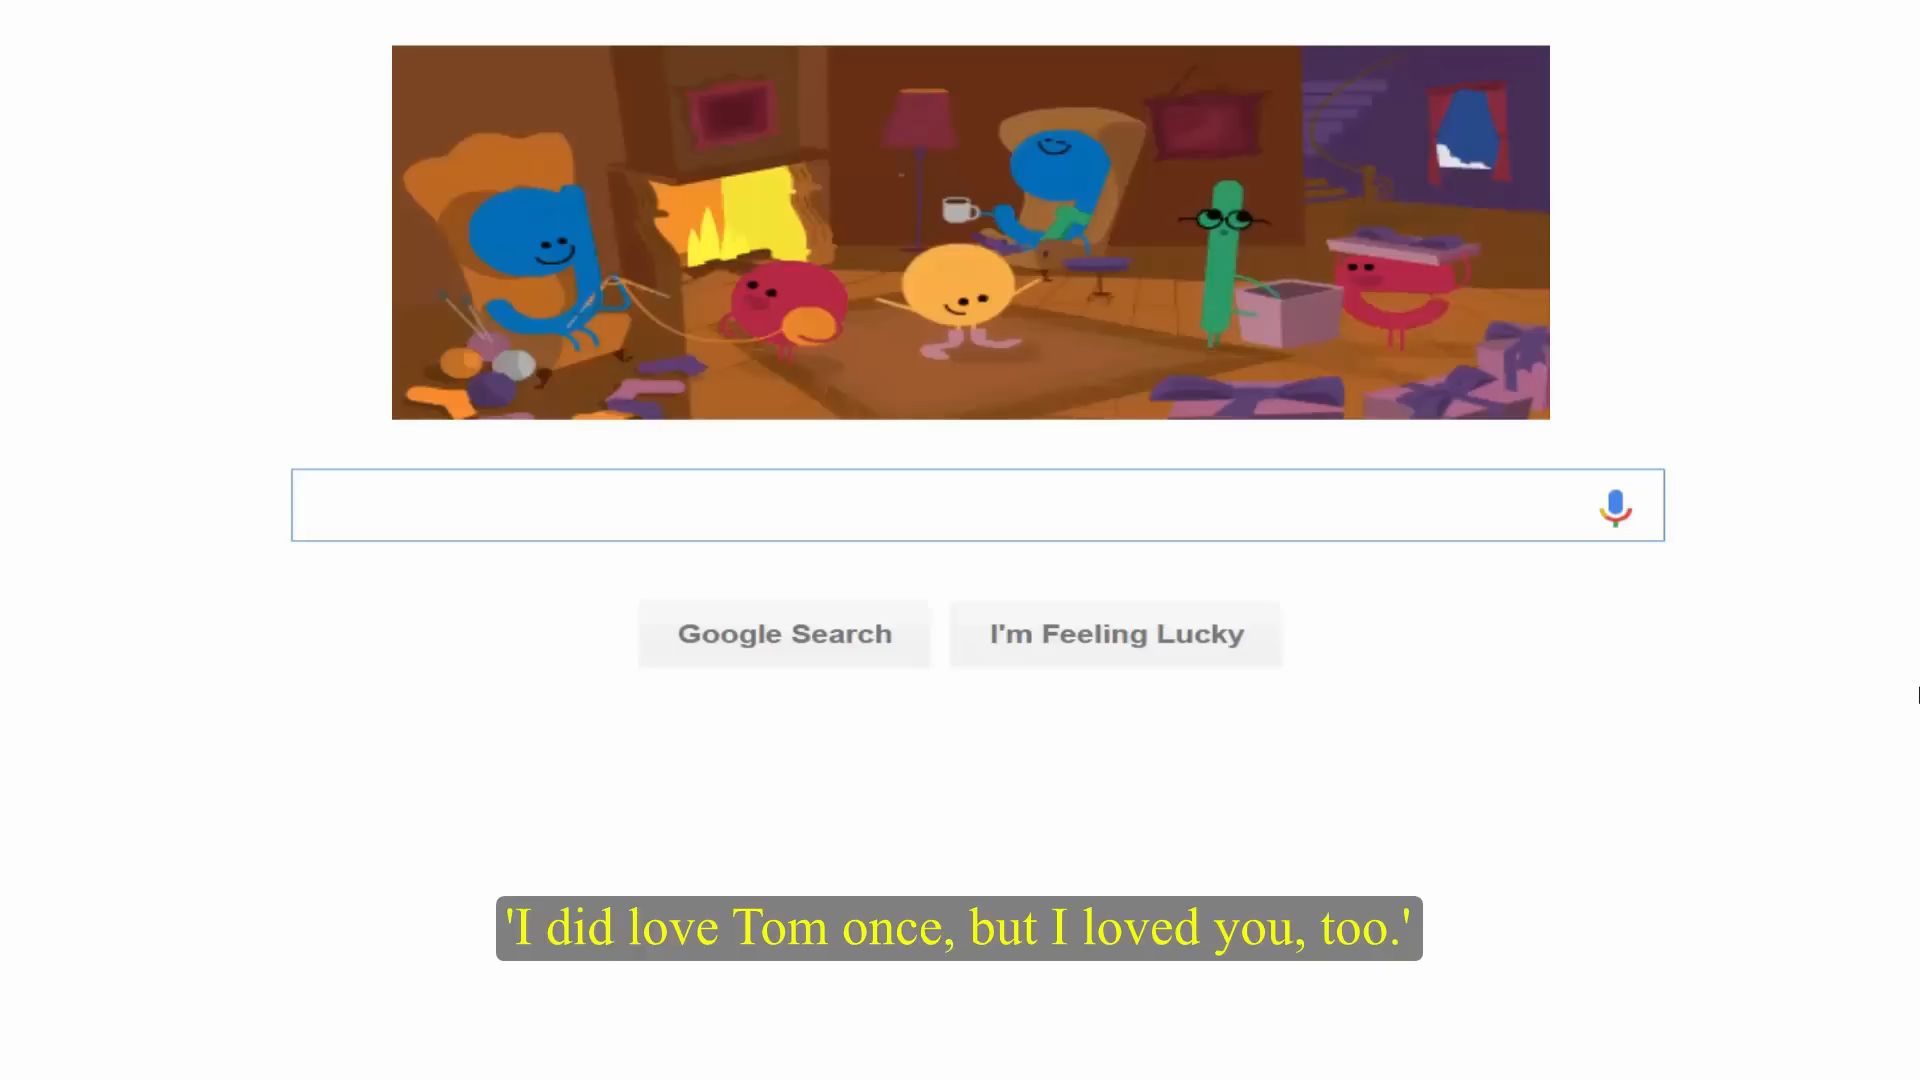 Google Search
I'm Feeling Lucky
'I did love Tom once, but I loved you, too.'